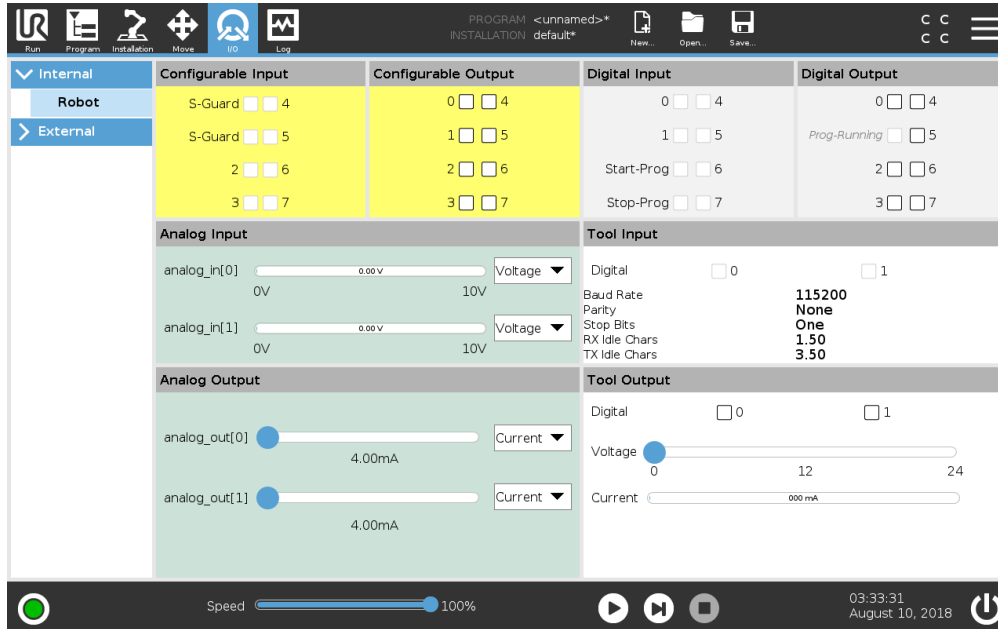 PROGRAM <unnamed>*
INSTALLATION default*
C C
C C
Run Program Installation Move I/O Log New... Open... Save...
Internal
Robot
External
Configurable Input
S-Guard 4
S-Guard 5
2 6
3 7
Configurable Output
0 4
1 5
2 6
3 7
Digital Input
0 4
1 5
Start-Prog 6
Stop-Prog 7
Digital Output
0 4
Prog-Running 5
2 6
3 7
Analog Input
analog_in[0] 0.00 V Voltage
0V 10V
analog_in[1] 0.00 V Voltage
0V 10V
Tool Input
Digital 0 1
Baud Rate 115200
Parity None
Stop Bits One
RX Idle Chars 1.50
TX Idle Chars 3.50
Analog Output
analog_out[0] Current
4.00mA
analog_out[1] Current
4.00mA
Tool Output
Digital 0 1
Voltage
0 12 24
Current 000 mA
Speed 100%
03:33:31
August 10, 2018